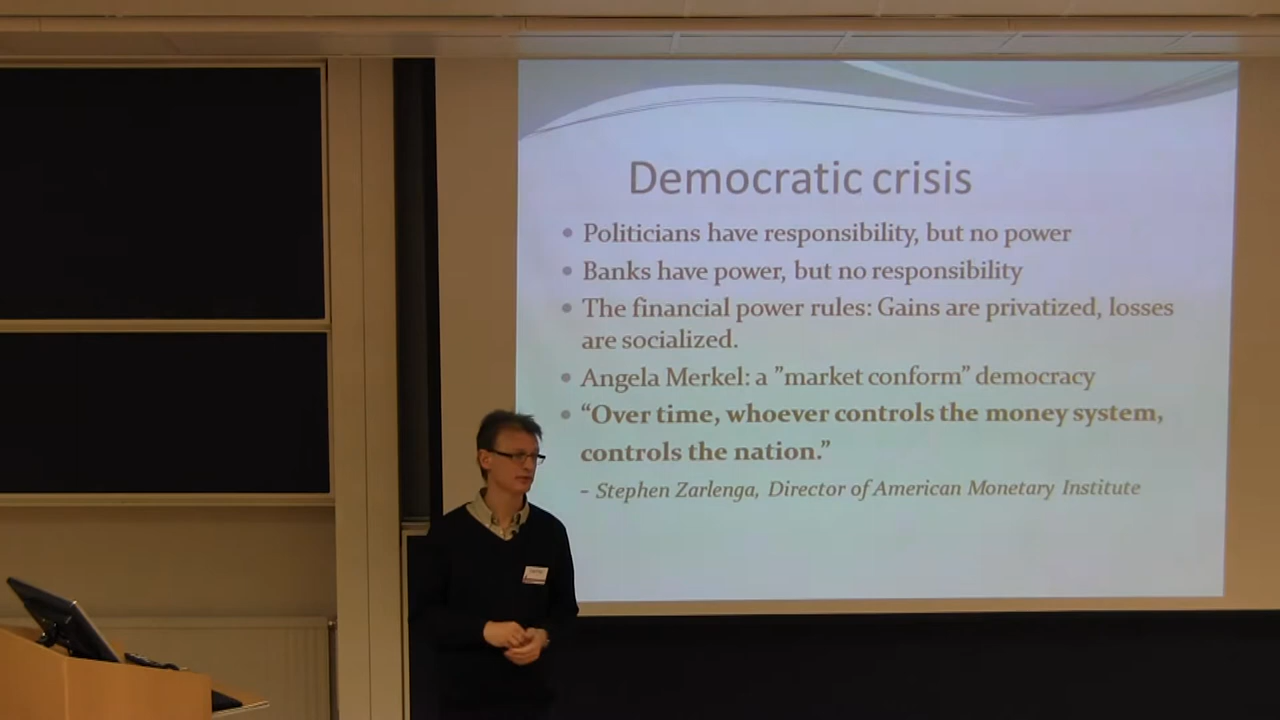 Democratic crisis
• Politicians have responsibility, but no power
• Banks have power, but no responsibility
• The financial power rules: Gains are privatized, losses
are socialized.
• Angela Merkel: a ”market conform” democracy
• “Over time, whoever controls the money system,
controls the nation.”
– Stephen Zarlenga, Director of American Monetary Institute